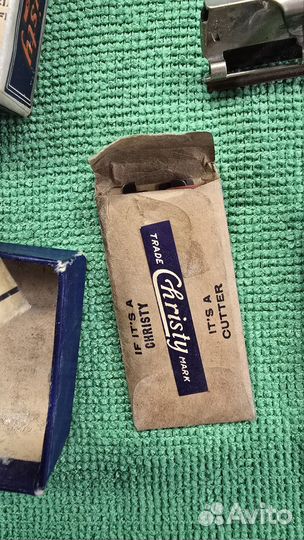 IF IT'S A
CHRISTY
TRADE
Christy
MARK
IT'S A
CUTTER
Avito